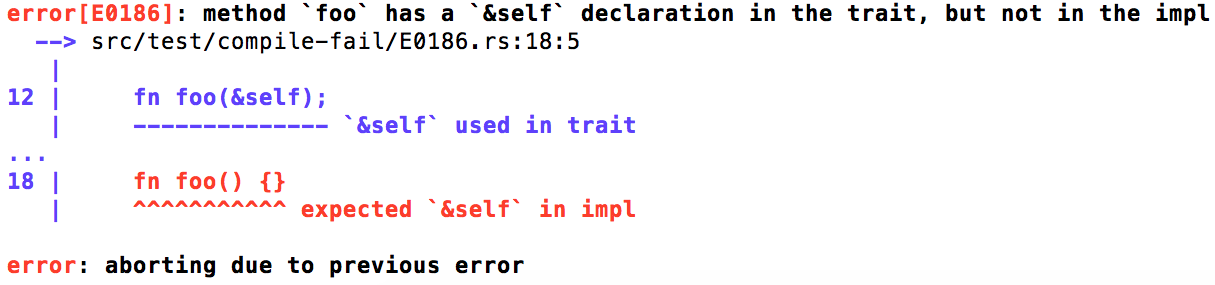 error[E0186]: method `foo` has a `&self` declaration in the trait, but not in the impl
  --> src/test/compile-fail/E0186.rs:18:5
   |
12 |     fn foo(&self);
   |     -------------- `&self` used in trait
...
18 |     fn foo() {}
   |     ^^^^^^^^^^^ expected `&self` in impl

error: aborting due to previous error